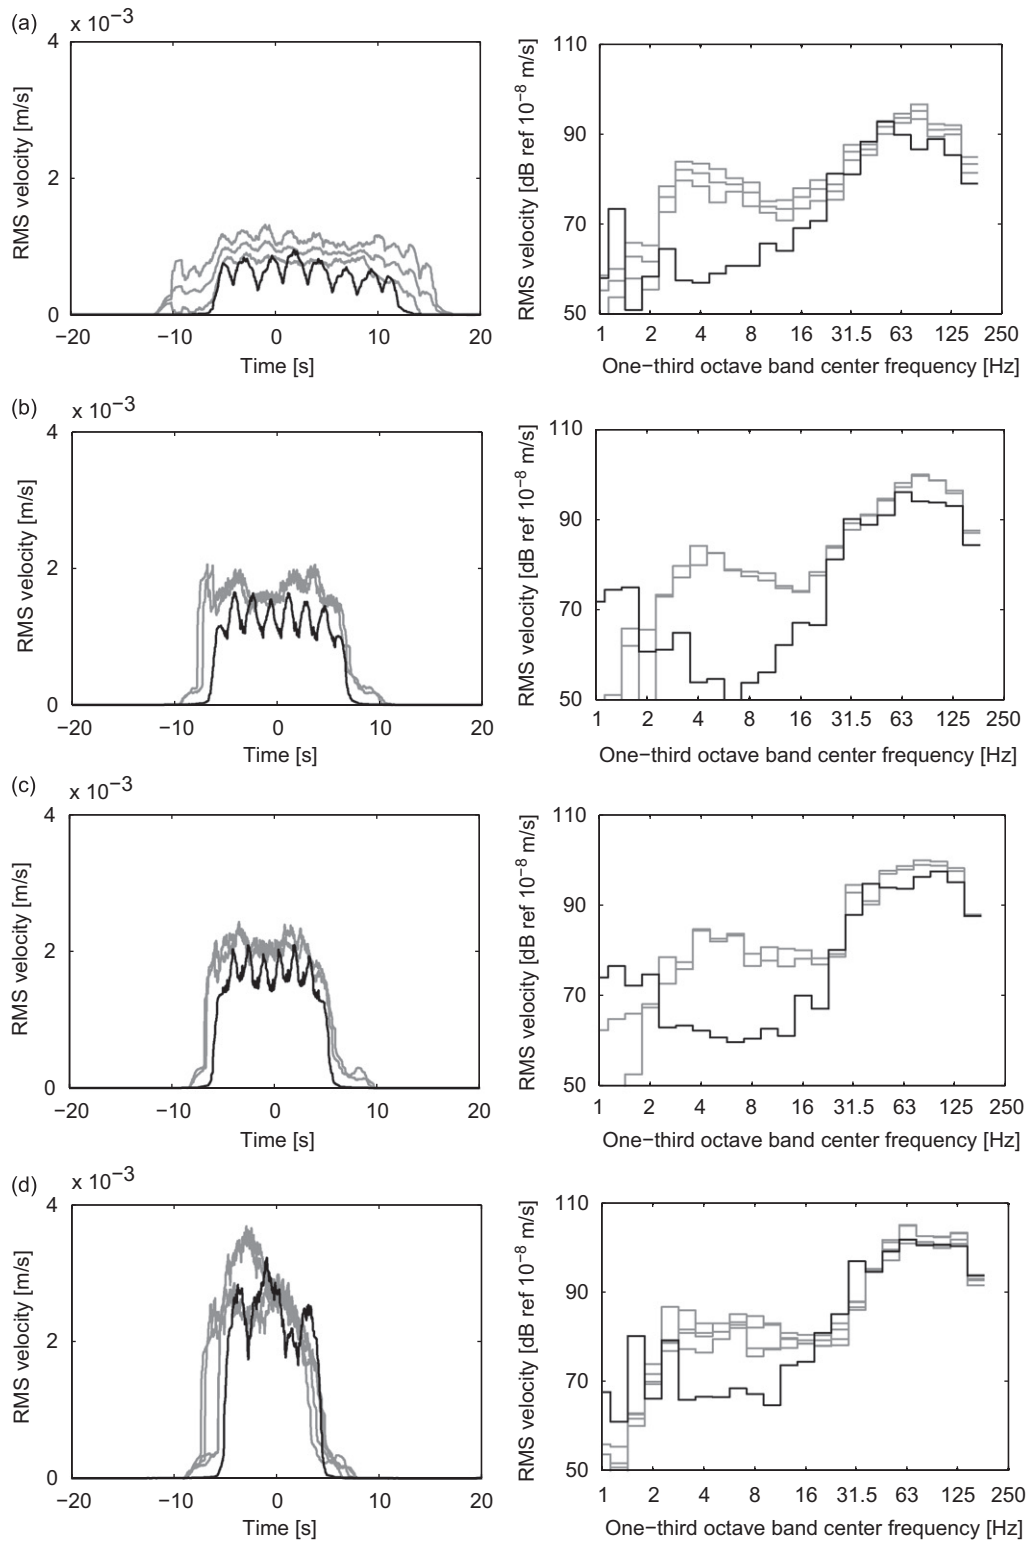 (a)
x 10−3
4
2
0
−20 −10 0 10 20
RMS velocity [m/s]
Time [s]
110
90
70
50
1 2 4 8 16 31.5 63 125 250
RMS velocity [dB ref 10−8 m/s]
One−third octave band center frequency [Hz]
(b)
x 10−3
4
2
0
−20 −10 0 10 20
RMS velocity [m/s]
Time [s]
110
90
70
50
1 2 4 8 16 31.5 63 125 250
RMS velocity [dB ref 10−8 m/s]
One−third octave band center frequency [Hz]
(c)
x 10−3
4
2
0
−20 −10 0 10 20
RMS velocity [m/s]
Time [s]
110
90
70
50
1 2 4 8 16 31.5 63 125 250
RMS velocity [dB ref 10−8 m/s]
One−third octave band center frequency [Hz]
(d)
x 10−3
4
2
0
−20 −10 0 10 20
RMS velocity [m/s]
Time [s]
110
90
70
50
1 2 4 8 16 31.5 63 125 250
RMS velocity [dB ref 10−8 m/s]
One−third octave band center frequency [Hz]